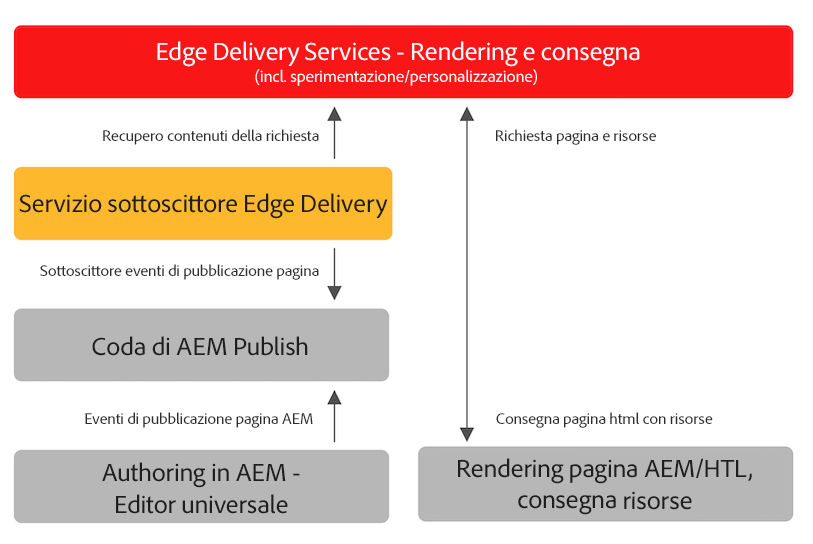 Edge Delivery Services - Rendering e consegna
(incl. sperimentazione/personalizzazione)
Recupero contenuti della richiesta
Richiesta pagina e risorse
Servizio sottoscittore Edge Delivery
Sottoscittore eventi di pubblicazione pagina
Coda di AEM Publish
Eventi di pubblicazione pagina AEM
Consegna pagina html con risorse
Authoring in AEM -
Editor universale
Rendering pagina AEM/HTL,
consegna risorse